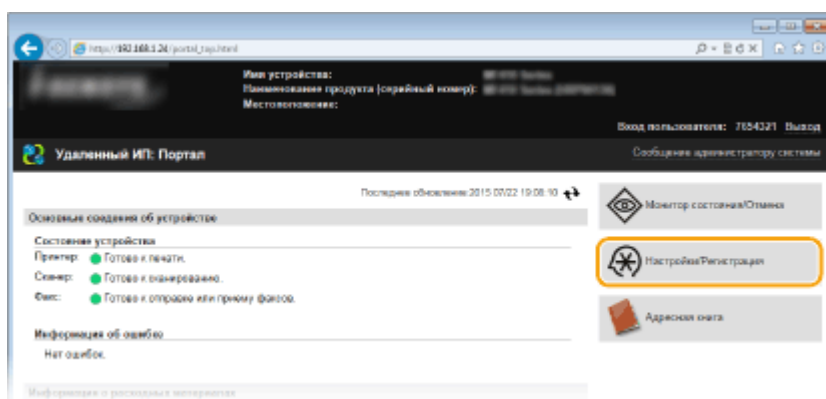 http://192.168.1.24/portal_top.html
Имя устройства:
Наименование продукта (серийный номер):
Местоположение:
Вход пользователя: 7654321 Выход
Удаленный ИП: Портал
Сообщение администратору системы
Последнее обновление: 2015 07/22 19:08:10
Основные сведения об устройстве
Состояние устройства
Принтер: Готово к печати.
Сканер: Готово к сканированию.
Факс: Готово к отправке или приему факсов.
Информация об ошибке
Нет ошибок.
Информация о расходных материалах
Монитор состояния/Отмена
Настройки/Регистрация
Адресная книга